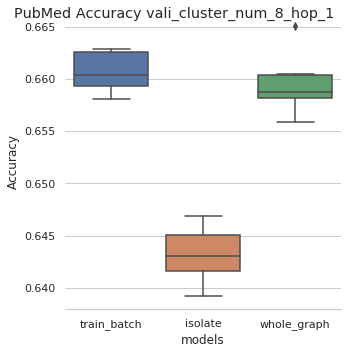 PubMed Accuracy vali_cluster_num_8_hop_1
0.665
0.660
0.655
0.650
0.645
0.640
Accuracy
train_batch isolate whole_graph
models